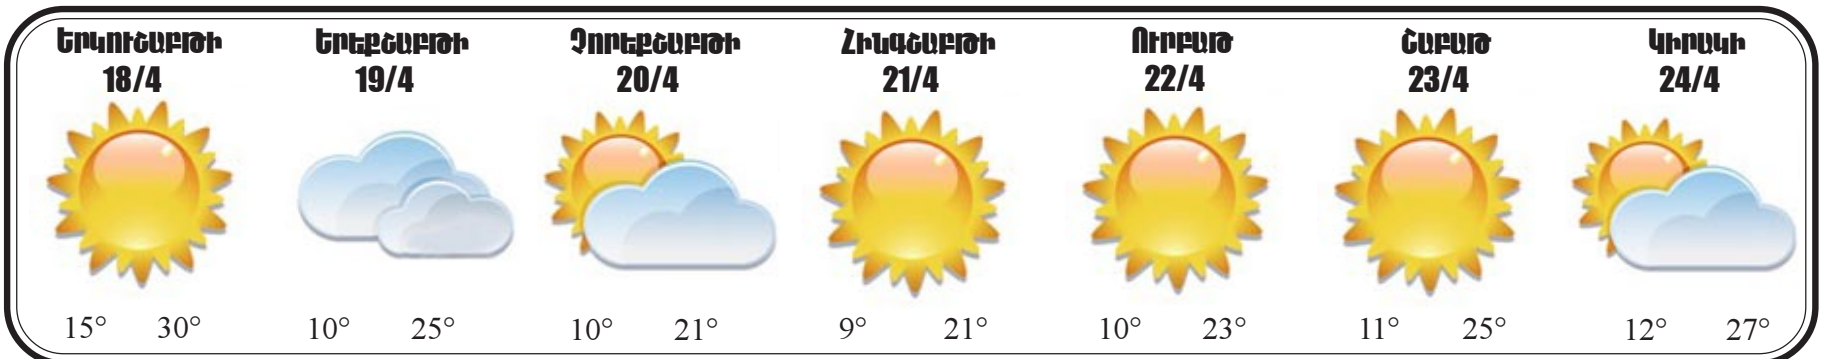 Երկուշաբթի Երեքշաբթի Չորեքշաբթի Հինգշաբթի Ուրբաթ Շաբաթ Կիրակի
18/4 19/4 20/4 21/4 22/4 23/4 24/4
15° 30° 10° 25° 10° 21° 9° 21° 10° 23° 11° 25° 12° 27°